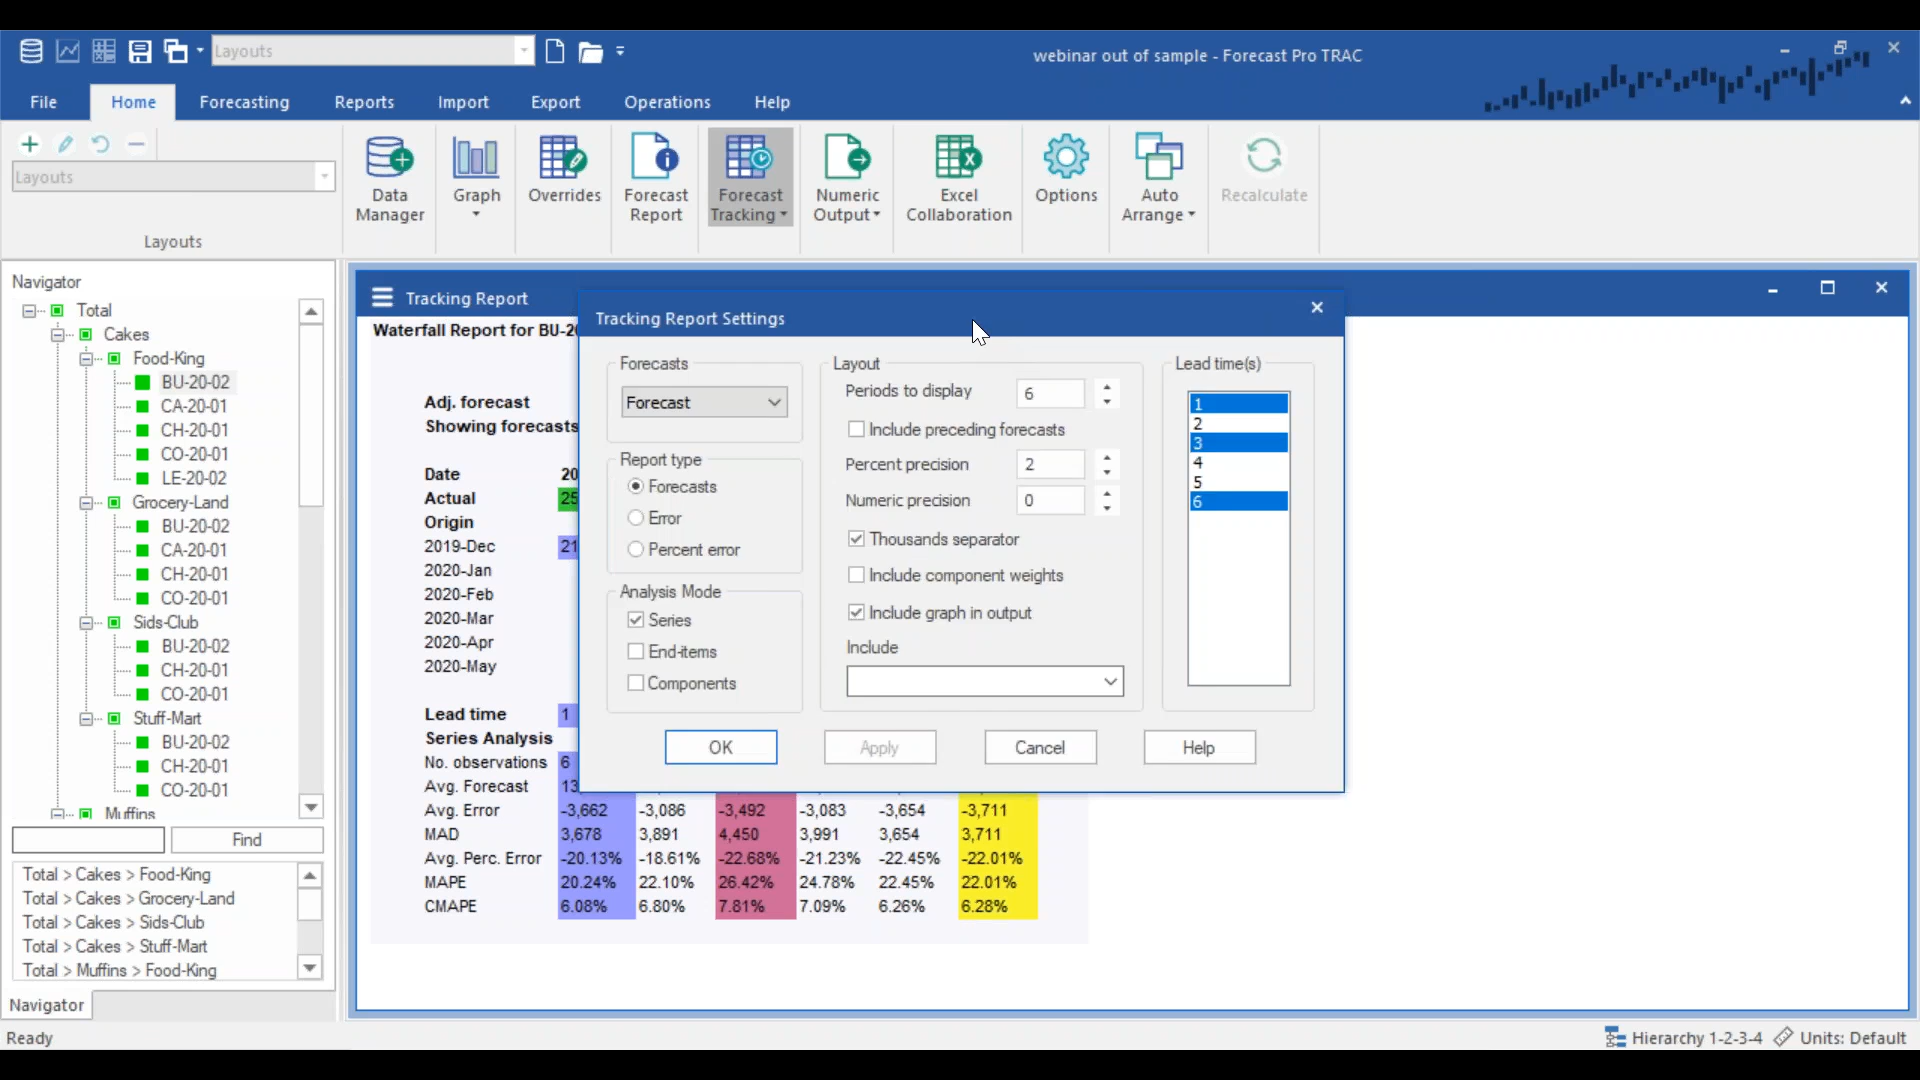 Layouts
webinar out of sample - Forecast Pro TRAC
File Home Forecasting Reports Import Export Operations Help
Layouts
Data Manager
Graph
Overrides
Forecast Report
Forecast Tracking
Numeric Output
Excel Collaboration
Options
Auto Arrange
Recalculate
Layouts
Navigator
Total
Cakes
Food-King
BU-20-02
CA-20-01
CH-20-01
CO-20-01
LE-20-02
Grocery-Land
BU-20-02
CA-20-01
CH-20-01
CO-20-01
Sids-Club
BU-20-02
CH-20-01
CO-20-01
Stuff-Mart
BU-20-02
CH-20-01
CO-20-01
Muffins
Find
Total > Cakes > Food-King
Total > Cakes > Grocery-Land
Total > Cakes > Sids-Club
Total > Cakes > Stuff-Mart
Total > Muffins > Food-King
Navigator
Tracking Report
Waterfall Report for BU-20
Adj. forecast
Showing forecasts
Date 20
Actual 25
Origin
2019-Dec 21
2020-Jan
2020-Feb
2020-Mar
2020-Apr
2020-May
Lead time 1
Series Analysis
No. observations 6
Avg. Forecast 13
Avg. Error -3,662 -3,086 -3,492 -3,083 -3,654 -3,711
MAD 3,678 3,891 4,450 3,991 3,654 3,711
Avg. Perc. Error -20.13% -18.61% -22.68% -21.23% -22.45% -22.01%
MAPE 20.24% 22.10% 26.42% 24.78% 22.45% 22.01%
CMAPE 6.08% 6.80% 7.81% 7.09% 6.26% 6.28%
Tracking Report Settings
Forecasts
Forecast
Report type
Forecasts
Error
Percent error
Analysis Mode
Series
End-items
Components
Layout
Periods to display 6
Include preceding forecasts
Percent precision 2
Numeric precision 0
Thousands separator
Include component weights
Include graph in output
Include
Lead time(s)
1
2
3
4
5
6
OK Apply Cancel Help
Ready
Hierarchy 1-2-3-4 Units: Default